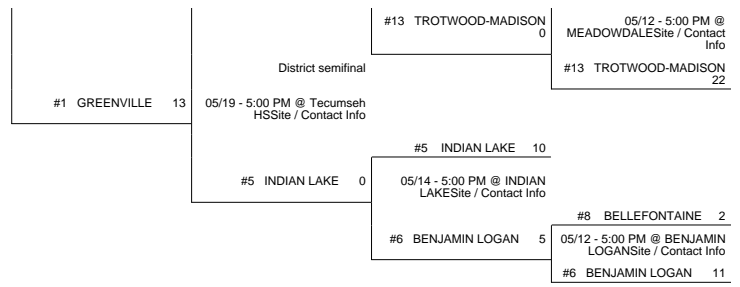 #13 TROTWOOD-MADISON
0
05/12 - 5:00 PM @
MEADOWDALESite / Contact
Info
#13 TROTWOOD-MADISON
22
District semifinal
#1 GREENVILLE 13
05/19 - 5:00 PM @ Tecumseh
HSSite / Contact Info
#5 INDIAN LAKE 10
#5 INDIAN LAKE 0
05/14 - 5:00 PM @ INDIAN
LAKESite / Contact Info
#8 BELLEFONTAINE 2
#6 BENJAMIN LOGAN 5
05/12 - 5:00 PM @ BENJAMIN
LOGANSite / Contact Info
#6 BENJAMIN LOGAN 11